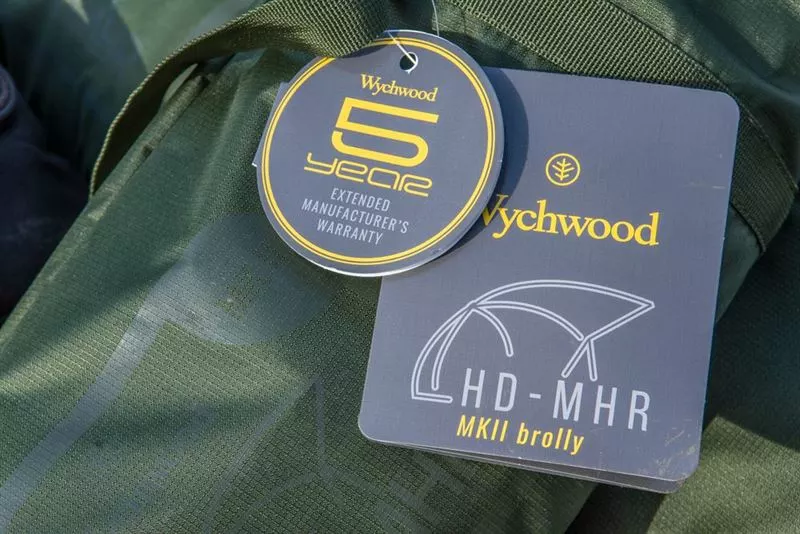 Wychwood
5
YEAR
EXTENDED
MANUFACTURER'S
WARRANTY
Wychwood
HD-MHR
MKII brolly